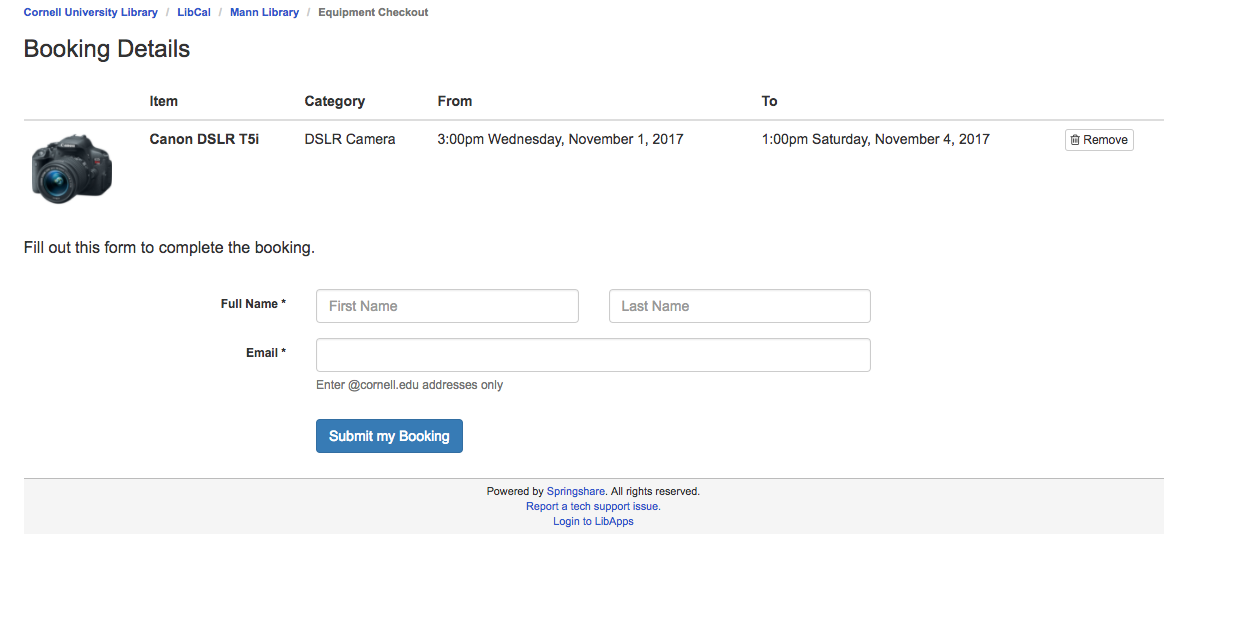 Cornell University Library / LibCal / Mann Library / Equipment Checkout
Booking Details
Item Category From To
Canon DSLR T5i DSLR Camera 3:00pm Wednesday, November 1, 2017 1:00pm Saturday, November 4, 2017 Remove
Fill out this form to complete the booking.
Full Name * First Name Last Name
Email *
Enter @cornell.edu addresses only
Submit my Booking
Powered by Springshare. All rights reserved.
Report a tech support issue.
Login to LibApps